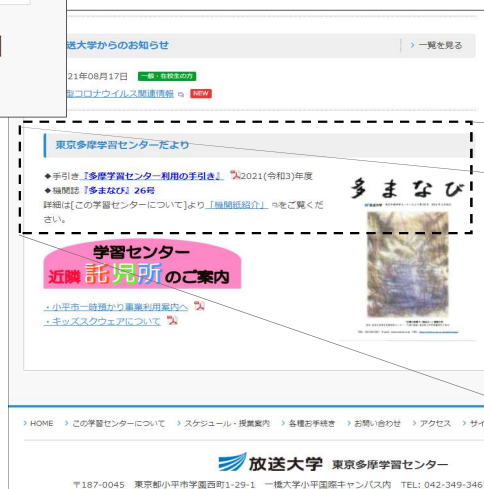 送大学からのお知らせ
一覧を見る
21年08月17日 一般・在校生の方
型コロナウイルス関連情報 NEW
東京多摩学習センターだより
◆手引き『多摩学習センター利用の手引き』 2021(令和3)年度
◆機関誌『多まなび』26号
詳細は[この学習センターについて]より「機関紙紹介」をご覧くだ
さい。
多まなび
学習センター
近隣託児所のご案内
・小平市一時預かり事業利用案内へ
・キッズスクウェアについて
> HOME > この学習センターについて > スケジュール・授業案内 > 各種お手続き > お問い合わせ > アクセス > サイ
放送大学 東京多摩学習センター
〒187-0045 東京都小平市学園西町1-29-1 一橋大学小平国際キャンパス内 TEL: 042-349-346